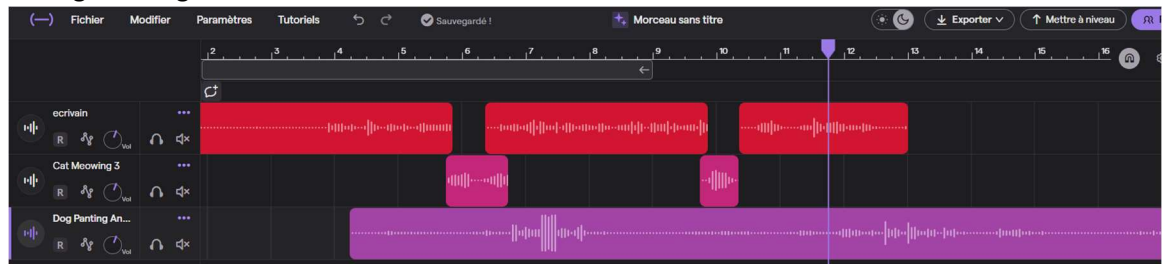 Fichier Modifier Paramètres Tutoriels Sauvegardé ! Morceau sans titre Exporter Mettre à niveau
2 3 4 5 6 7 8 9 10 11 12 13 14 15 16
ecrivain
R Vol
Cat Meowing 3
R Vol
Dog Panting An...
R Vol